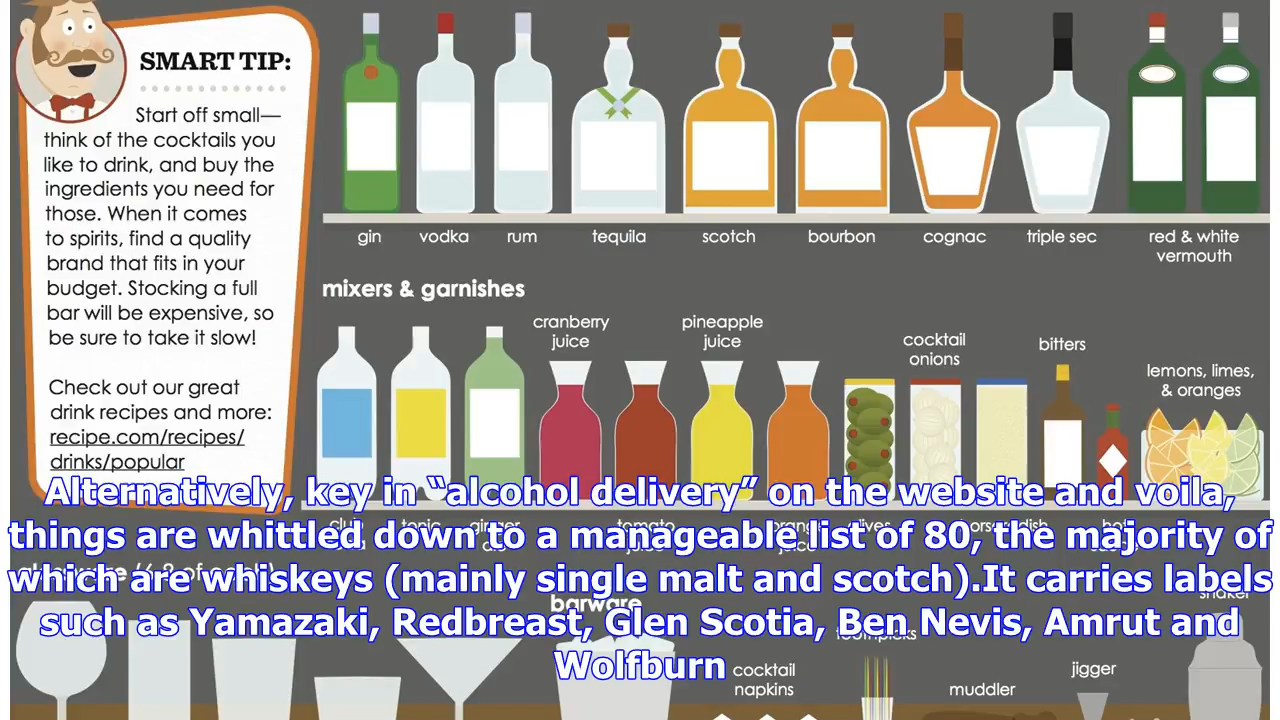 SMART TIP:
Start off small—
think of the cocktails you
like to drink, and buy the
ingredients you need for
those. When it comes
to spirits, find a quality
brand that fits in your
budget. Stocking a full
bar will be expensive, so
be sure to take it slow!
Check out our great
drink recipes and more:
recipe.com/recipes/
drinks/popular
gin vodka rum tequila scotch bourbon cognac triple sec red & white
vermouth
mixers & garnishes
cranberry
juice
pineapple
juice
cocktail
onions
bitters
lemons, limes,
& oranges
Alternatively, key in “alcohol delivery” on the website and voila,
things are whittled down to a manageable list of 80, the majority of
which are whiskeys (mainly single malt and scotch).It carries labels
such as Yamazaki, Redbreast, Glen Scotia, Ben Nevis, Amrut and
Wolfburn
barware
shaker
toothpicks
cocktail
napkins
muddler
jigger